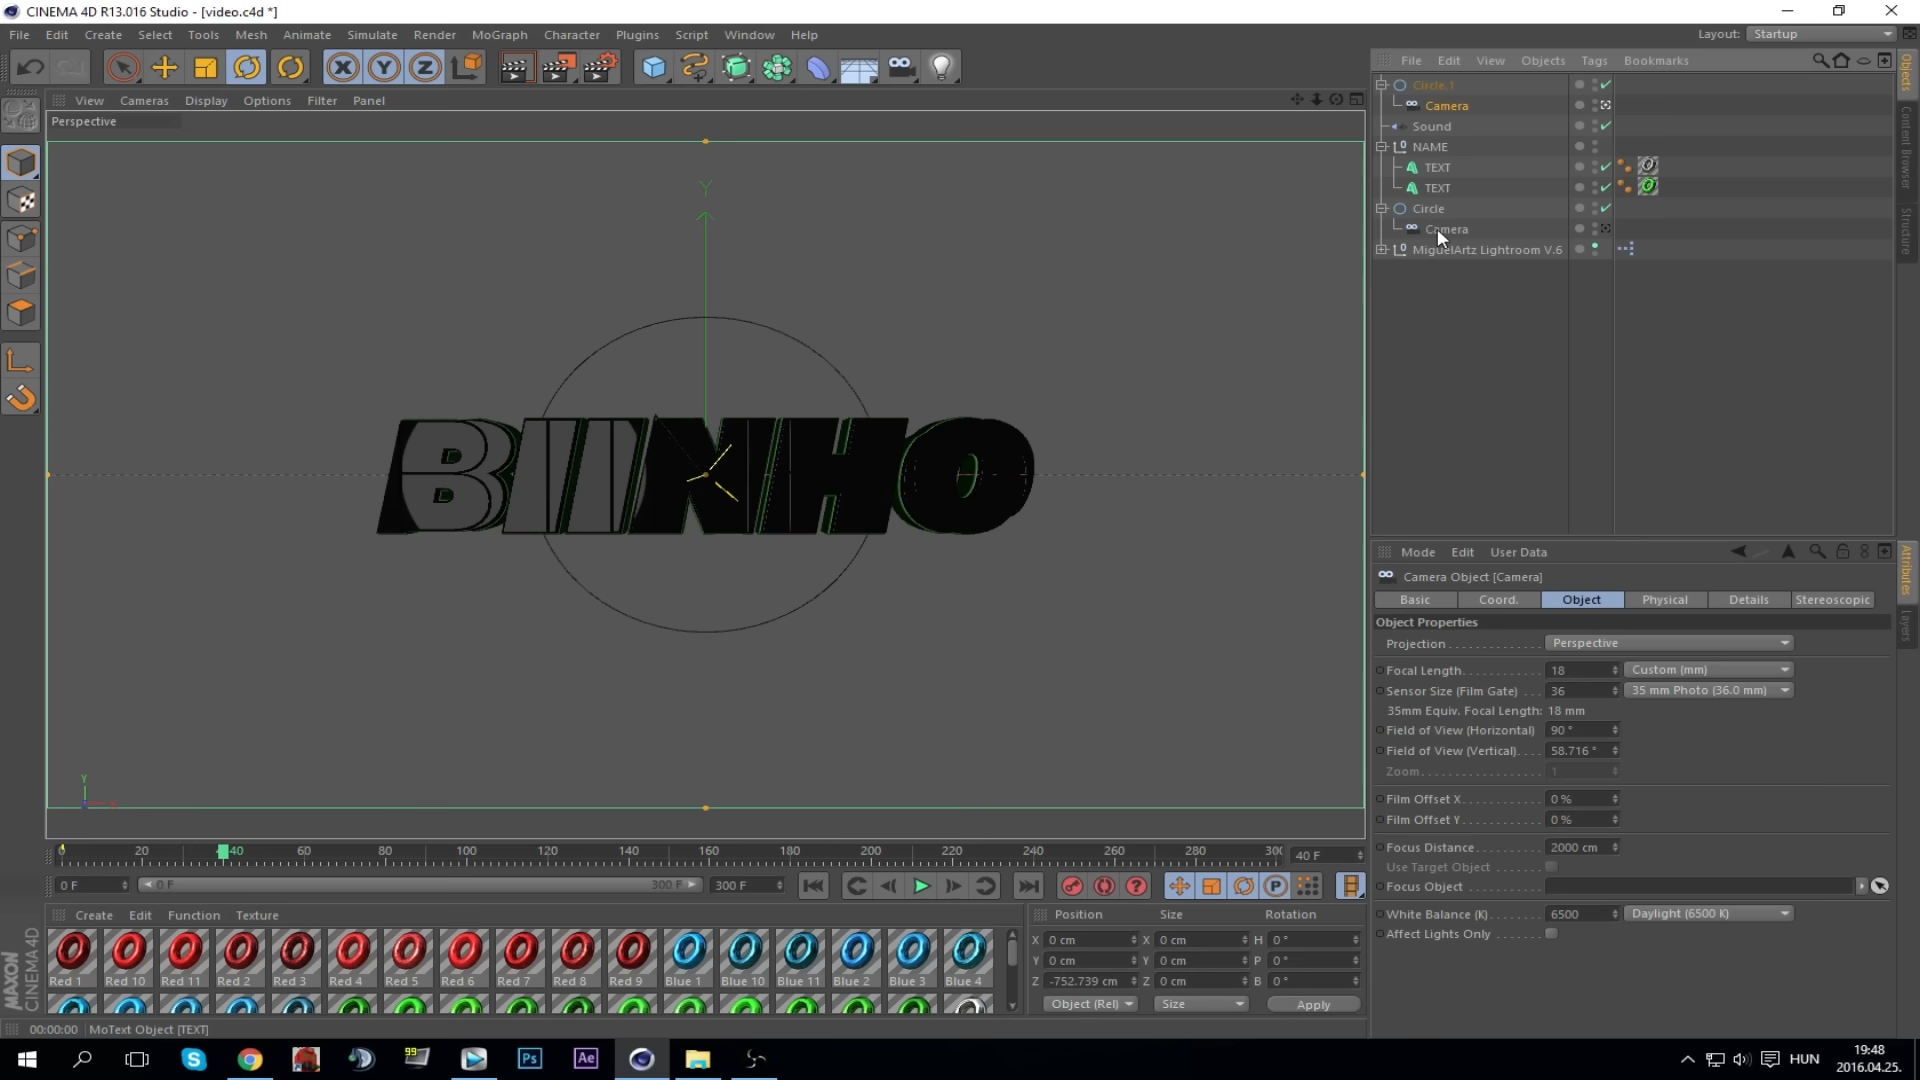 CINEMA 4D R13.016 Studio - [video.c4d *]
File Edit Create Select Tools Mesh Animate Simulate Render MoGraph Character Plugins Script Window Help
Layout: Startup
File Edit View Objects Tags Bookmarks
View Cameras Display Options Filter Panel
Perspective
Circle.1
Camera
Sound
NAME
TEXT
TEXT
Circle
Camera
MiguelArtz Lightroom V.6
Objects
Content Browser
Structure
Y
BIINHO
Y
Mode Edit User Data
Camera Object [Camera]
Basic Coord. Object Physical Details Stereoscopic
Object Properties
Projection Perspective
Focal Length 18 Custom (mm)
Sensor Size (Film Gate) 36 35 mm Photo (36.0 mm)
35mm Equiv. Focal Length: 18 mm
Field of View (Horizontal) 90 °
Field of View (Vertical) 58.716 °
Zoom 1
Film Offset X 0 %
Film Offset Y 0 %
Focus Distance 2000 cm
Use Target Object
Focus Object
White Balance (K) 6500 Daylight (6500 K)
Affect Lights Only
Attributes
Layers
0 20 40 60 80 100 120 140 160 180 200 220 240 260 280 300
40 F
0 F 0 F 300 F 300 F
P
Create Edit Function Texture
Red 1 Red 10 Red 11 Red 2 Red 3 Red 4 Red 5 Red 6 Red 7 Red 8 Red 9 Blue 1 Blue 10 Blue 11 Blue 2 Blue 3 Blue 4
Position Size Rotation
X 0 cm X 0 cm H 0 °
Y 0 cm Y 0 cm P 0 °
Z -752.739 cm Z 0 cm B 0 °
Object (Rel) Size Apply
MAXON
CINEMA 4D
00:00:00 MoText Object [TEXT]
99 Ps Ae
HUN
19:48
2016.04.25.